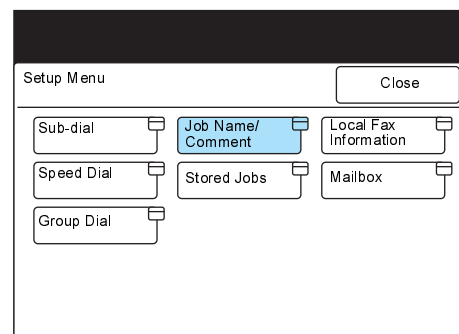 Setup Menu
Close
Sub-dial
Job Name/
Comment
Local Fax
Information
Speed Dial
Stored Jobs
Mailbox
Group Dial